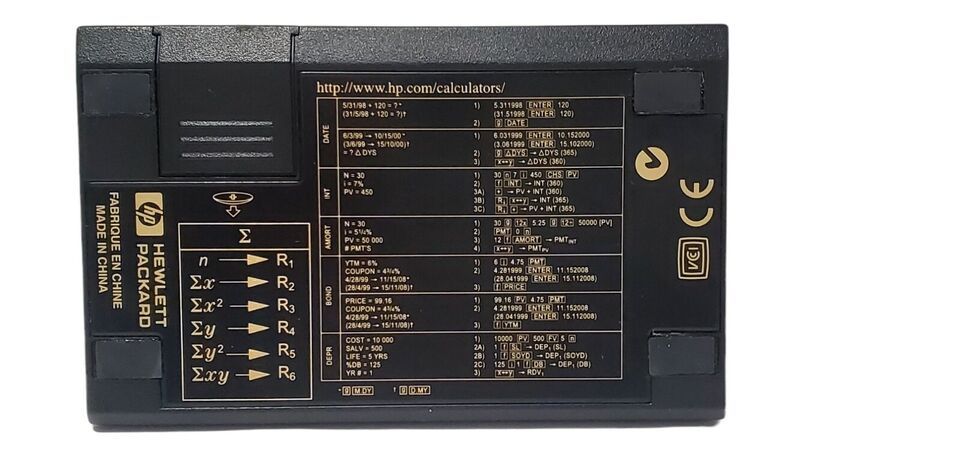 http://www.hp.com/calculators/
DATE
5/31/98 + 120 = ?*
(31/5/98 + 120 = ?)†
1) 5.311998 ENTER 120
(31.51998 ENTER 120)
2) g DATE
6/3/99 → 10/15/00*
(3/6/99 → 15/10/00)†
= ? Δ DYS
1) 6.031999 ENTER 10.152000
(3.061999 ENTER 15.102000)
2) g ΔDYS → ΔDYS (365)
3) x↔y → ΔDYS (360)
INT
N = 30
i = 7%
PV = 450
1) 30 n 7 i 450 CHS PV
2) f INT → INT (360)
3A) + → PV + INT (360)
3B) R↓ x↔y → INT (365)
3C) R↓ + → PV + INT (365)
AMORT
N = 30
i = 5¼%
PV = 50 000
# PMT'S
1) 30 g 12x 5.25 g 12÷ 50000 [PV]
2) PMT 0 n
3) 12 f AMORT → PMT INT
4) x↔y → PMT PV
BOND
YTM = 6%
COUPON = 4¾%
4/28/99 → 11/15/08*
(28/4/99 → 15/11/08)†
1) 6 i 4.75 PMT
2) 4.281999 ENTER 11.152008
(28.041999 ENTER 15.112008)
3) f PRICE
PRICE = 99.16
COUPON = 4¾%
4/28/99 → 11/15/08*
(28/4/99 → 15/11/08)†
1) 99.16 PV 4.75 PMT
2) 4.281999 ENTER 11.152008
(28.041999 ENTER 15.112008)
3) f YTM
DEPR
COST = 10 000
SALV = 500
LIFE = 5 YRS
%DB = 125
YR # = 1
1) 10000 PV 500 FV 5 n
2A) 1 f SL → DEP₁ (SL)
2B) 1 f SOYD → DEP₁ (SOYD)
2C) 125 i 1 f DB → DEP₁ (DB)
3) x↔y → RDV₁
* g M.DY † g D.MY
Σ
n → R₁
Σx → R₂
Σx² → R₃
Σy → R₄
Σy² → R₅
Σxy → R₆
hp HEWLETT
PACKARD
FABRIQUE EN CHINE
MADE IN CHINA
CE
VCI